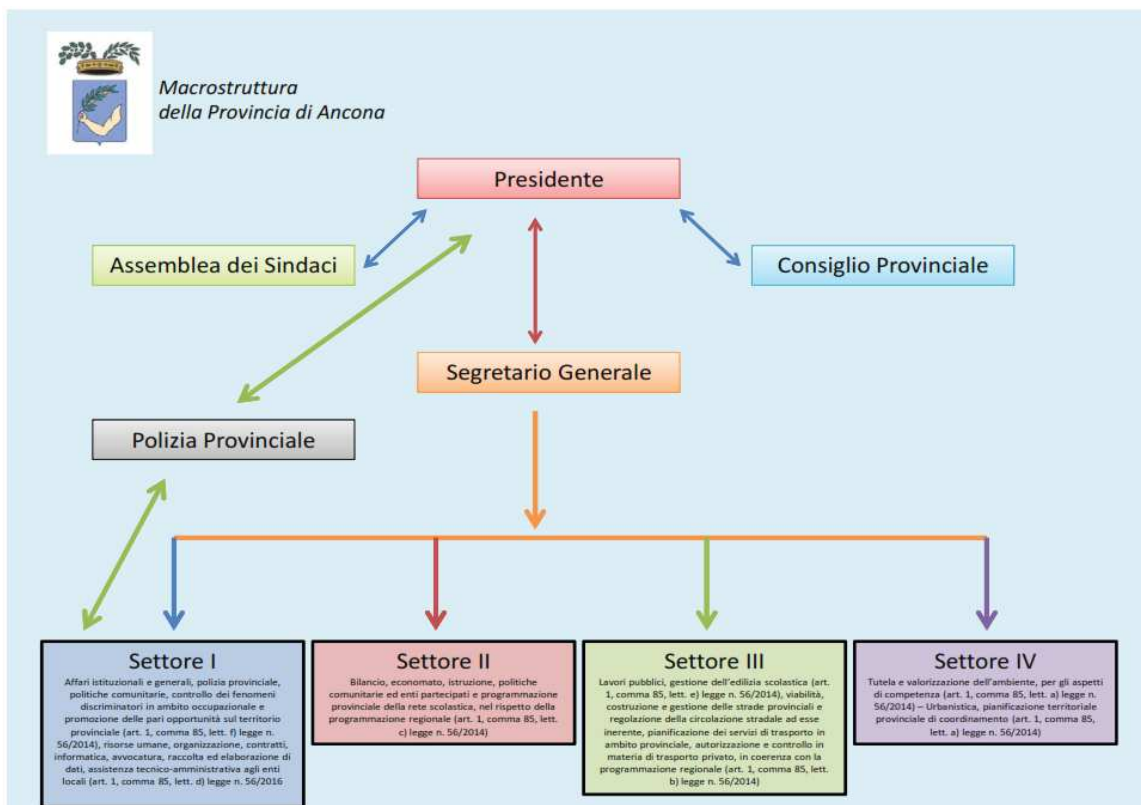 Macrostruttura
della Provincia di Ancona
Presidente
Assemblea dei Sindaci
Consiglio Provinciale
Segretario Generale
Polizia Provinciale
Settore I
Affari istituzionali e generali, polizia provinciale,
politiche comunitarie, controllo dei fenomeni
discriminatori in ambito occupazionale e
promozione delle pari opportunità sul territorio
provinciale (art. 1, comma 85, lett. f) legge n.
56/2014), risorse umane, organizzazione, contratti,
informatica, avvocatura, raccolta ed elaborazione di
dati, assistenza tecnico-amministrativa agli enti
locali (art. 1, comma 85, lett. d) legge n. 56/2016
Settore II
Bilancio, economato, istruzione, politiche
comunitarie ed enti partecipati e programmazione
provinciale della rete scolastica, nel rispetto della
programmazione regionale (art. 1, comma 85, lett.
c) legge n. 56/2014)
Settore III
Lavori pubblici, gestione dell'edilizia scolastica (art.
1, comma 85, lett. e) legge n. 56/2014), viabilità,
costruzione e gestione delle strade provinciali e
regolazione della circolazione stradale ad esse
inerente, pianificazione dei servizi di trasporto in
ambito provinciale, autorizzazione e controllo in
materia di trasporto privato, in coerenza con la
programmazione regionale (art. 1, comma 85, lett.
b) legge n. 56/2014)
Settore IV
Tutela e valorizzazione dell'ambiente, per gli aspetti
di competenza (art. 1, comma 85, lett. a) legge n.
56/2014) – Urbanistica, pianificazione territoriale
provinciale di coordinamento (art. 1, comma 85,
lett. a) legge n. 56/2014)